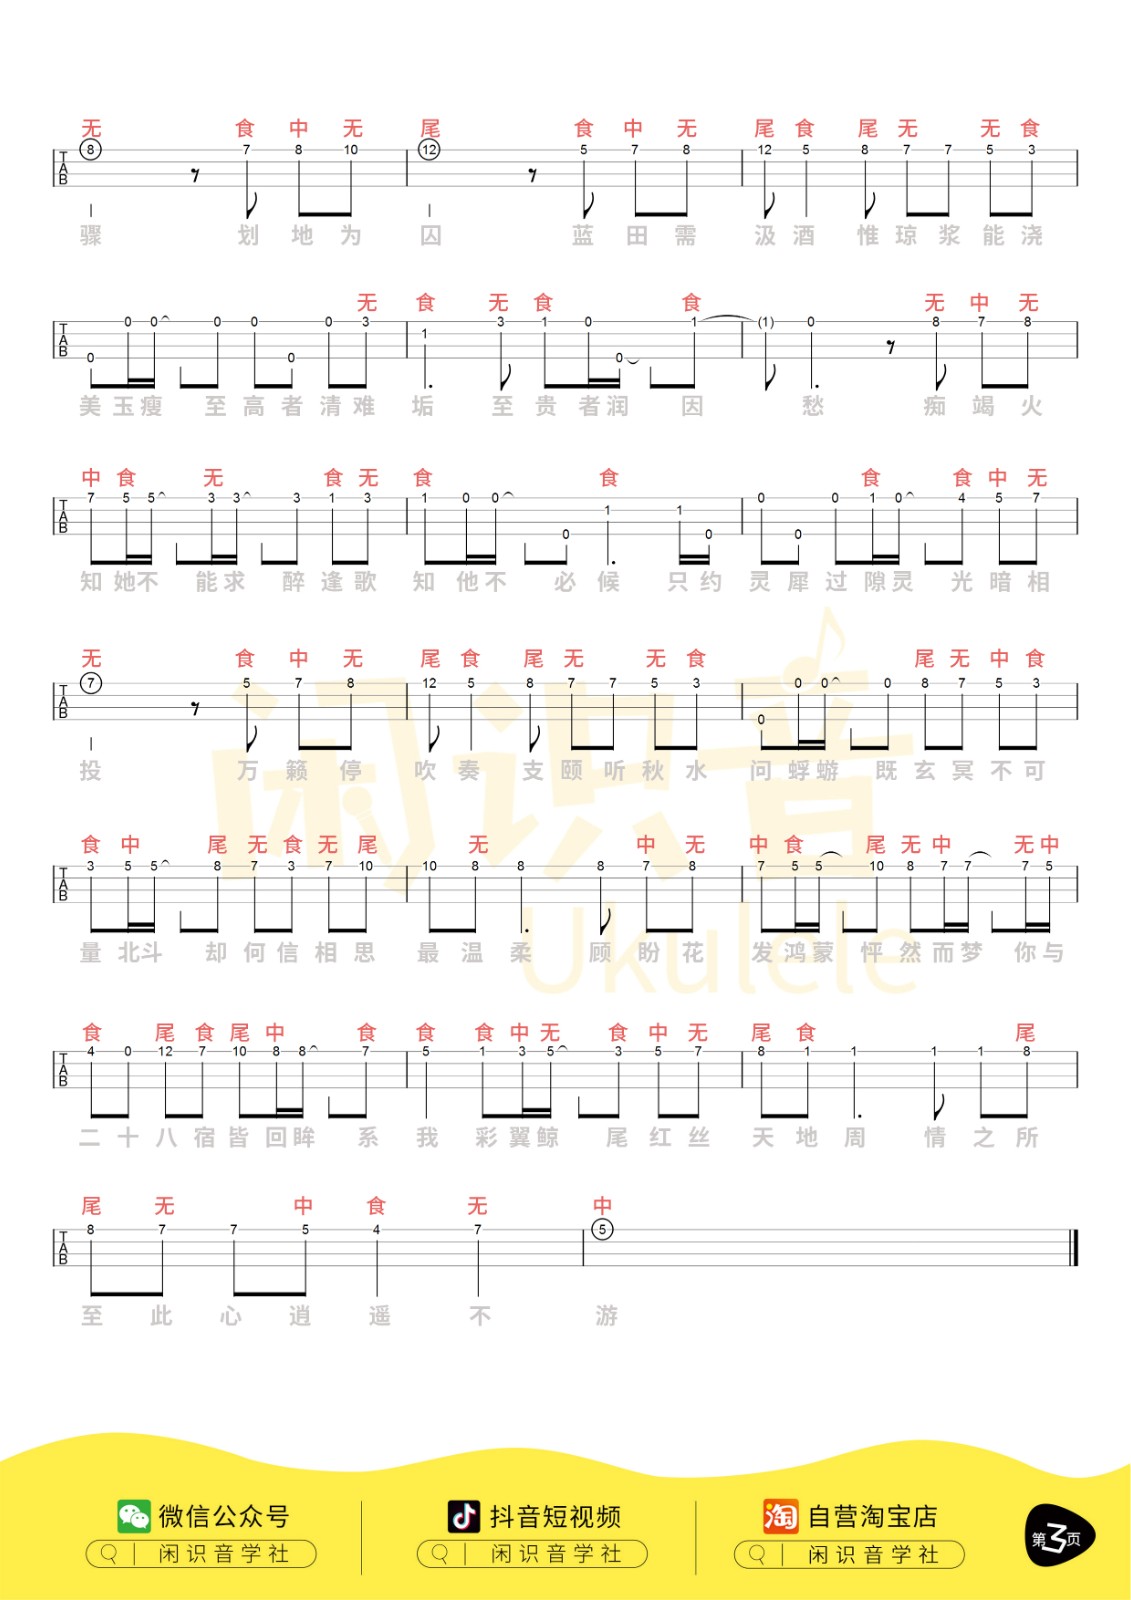 无 食 中 无 尾 食 中 无 尾 食 尾 无 无 食
TAB 8 7 8 10 12 5 7 8 12 5 8 7 7 5 3
骤 划 地 为 囚 蓝 田 需 汲 酒 惟 琼 浆 能 浇
无 食 无 食 食 无 中 无
TAB 0 0 0 0 0 0 0 3 1 3 1 0 0 1 (1) 0 8 7 8
美 玉 瘦 至 高 者 清 难 垢 至 贵 者 润 因 愁 痴 竭 火
中 食 无 食 无 食 食 食 食 中 无
TAB 7 5 5 3 3 3 1 3 1 0 0 0 1 1 0 0 0 0 1 0 4 5 7
知 她 不 能 求 醉 逢 歌 知 他 不 必 候 只 约 灵 犀 过 隙 灵 光 暗 相
无 食 中 无 尾 食 尾 无 无 食 尾 无 中 食
TAB 7 5 7 8 12 5 8 7 7 5 3 0 0 0 0 8 7 5 3
投 万 籁 停 吹 奏 支 颐 听 秋 水 问 蜉 蝣 既 玄 冥 不 可
食 中 尾 无 食 无 尾 无 中 无 中 食 尾 无 中 无 中
TAB 3 5 5 8 7 3 7 10 10 8 8 8 7 8 7 5 5 10 8 7 7 7 5
量 北 斗 却 何 信 相 思 最 温 柔 顾 盼 花 发 鸿 蒙 怦 然 而 梦 你 与
食 尾 食 尾 中 食 食 食 中 无 食 中 无 尾 食 尾
TAB 4 0 12 7 10 8 8 7 5 1 3 5 3 5 7 8 1 1 1 1 8
二 十 八 宿 皆 回 眸 系 我 彩 翼 鲸 尾 红 丝 天 地 周 情 之 所
尾 无 中 食 无 中
TAB 8 7 7 5 4 7 5
至 此 心 逍 遥 不 游
闲识音
Ukulele
微信公众号 抖音短视频 自营淘宝店
闲识音学社 闲识音学社 闲识音学社
淘
第3页